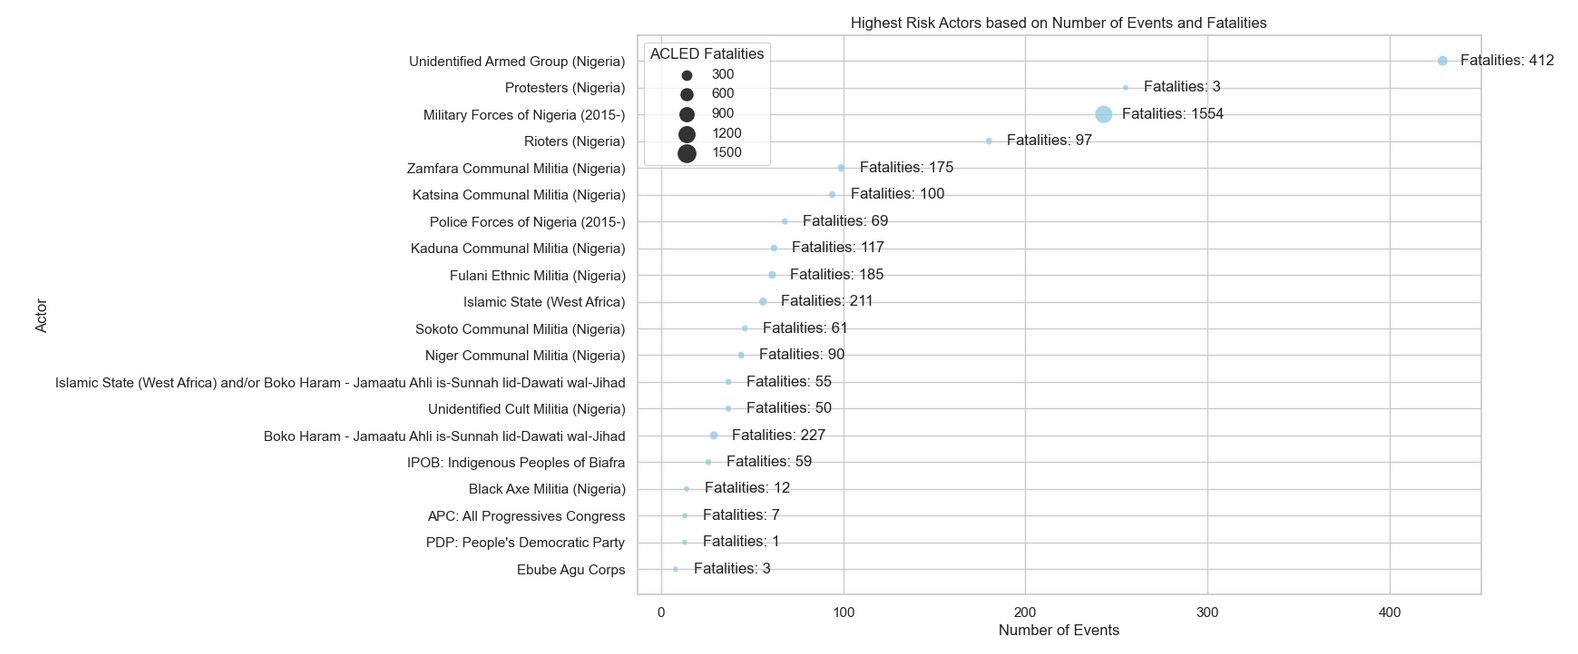 Highest Risk Actors based on Number of Events and Fatalities
ACLED Fatalities
300
600
900
1200
1500
Actor
Unidentified Armed Group (Nigeria) Fatalities: 412
Protesters (Nigeria) Fatalities: 3
Military Forces of Nigeria (2015-) Fatalities: 1554
Rioters (Nigeria) Fatalities: 97
Zamfara Communal Militia (Nigeria) Fatalities: 175
Katsina Communal Militia (Nigeria) Fatalities: 100
Police Forces of Nigeria (2015-) Fatalities: 69
Kaduna Communal Militia (Nigeria) Fatalities: 117
Fulani Ethnic Militia (Nigeria) Fatalities: 185
Islamic State (West Africa) Fatalities: 211
Sokoto Communal Militia (Nigeria) Fatalities: 61
Niger Communal Militia (Nigeria) Fatalities: 90
Islamic State (West Africa) and/or Boko Haram - Jamaatu Ahli is-Sunnah lid-Dawati wal-Jihad Fatalities: 55
Unidentified Cult Militia (Nigeria) Fatalities: 50
Boko Haram - Jamaatu Ahli is-Sunnah lid-Dawati wal-Jihad Fatalities: 227
IPOB: Indigenous Peoples of Biafra Fatalities: 59
Black Axe Militia (Nigeria) Fatalities: 12
APC: All Progressives Congress Fatalities: 7
PDP: People's Democratic Party Fatalities: 1
Ebube Agu Corps Fatalities: 3
0 100 200 300 400
Number of Events